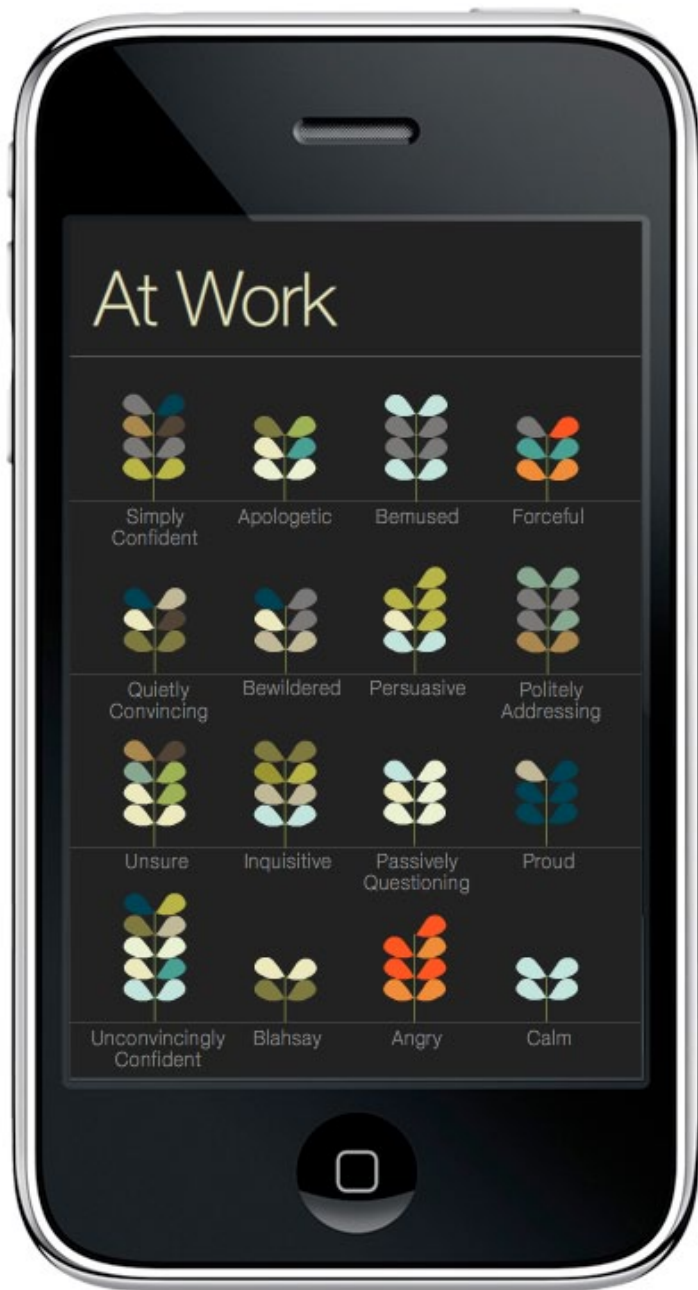 At Work
Simply
Confident
Apologetic
Bemused
Forceful
Quietly
Convincing
Bewildered
Persuasive
Politely
Addressing
Unsure
Inquisitive
Passively
Questioning
Proud
Unconvincingly
Confident
Blahsay
Angry
Calm